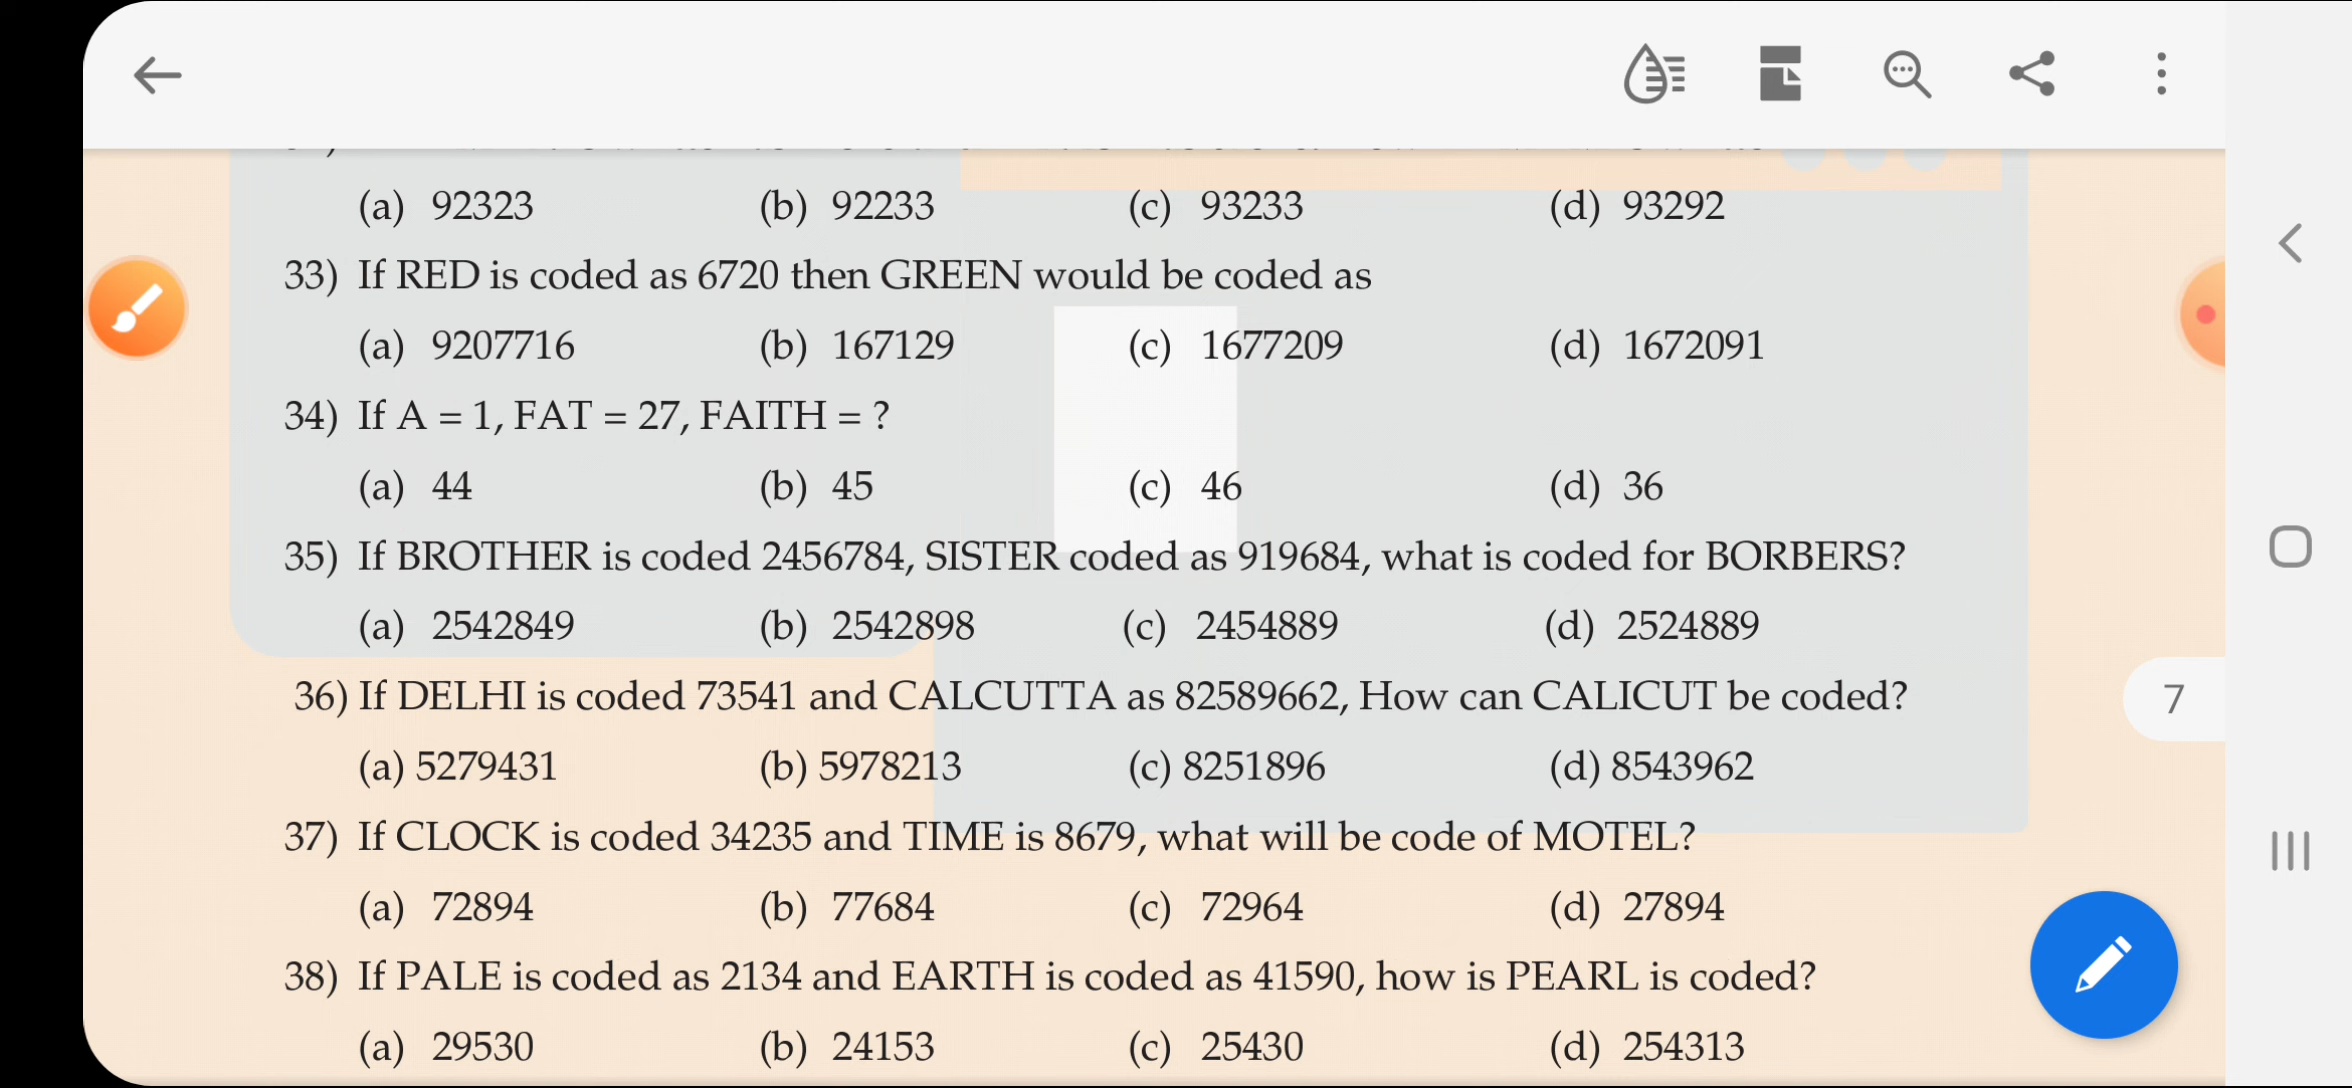 (a) 92323 (b) 92233 (c) 93233 (d) 93292
33) If RED is coded as 6720 then GREEN would be coded as
(a) 9207716 (b) 167129 (c) 1677209 (d) 1672091
34) If A = 1, FAT = 27, FAITH = ?
(a) 44 (b) 45 (c) 46 (d) 36
35) If BROTHER is coded 2456784, SISTER coded as 919684, what is coded for BORBERS?
(a) 2542849 (b) 2542898 (c) 2454889 (d) 2524889
36) If DELHI is coded 73541 and CALCUTTA as 82589662, How can CALICUT be coded?
(a) 5279431 (b) 5978213 (c) 8251896 (d) 8543962
7
37) If CLOCK is coded 34235 and TIME is 8679, what will be code of MOTEL?
(a) 72894 (b) 77684 (c) 72964 (d) 27894
38) If PALE is coded as 2134 and EARTH is coded as 41590, how is PEARL is coded?
(a) 29530 (b) 24153 (c) 25430 (d) 254313